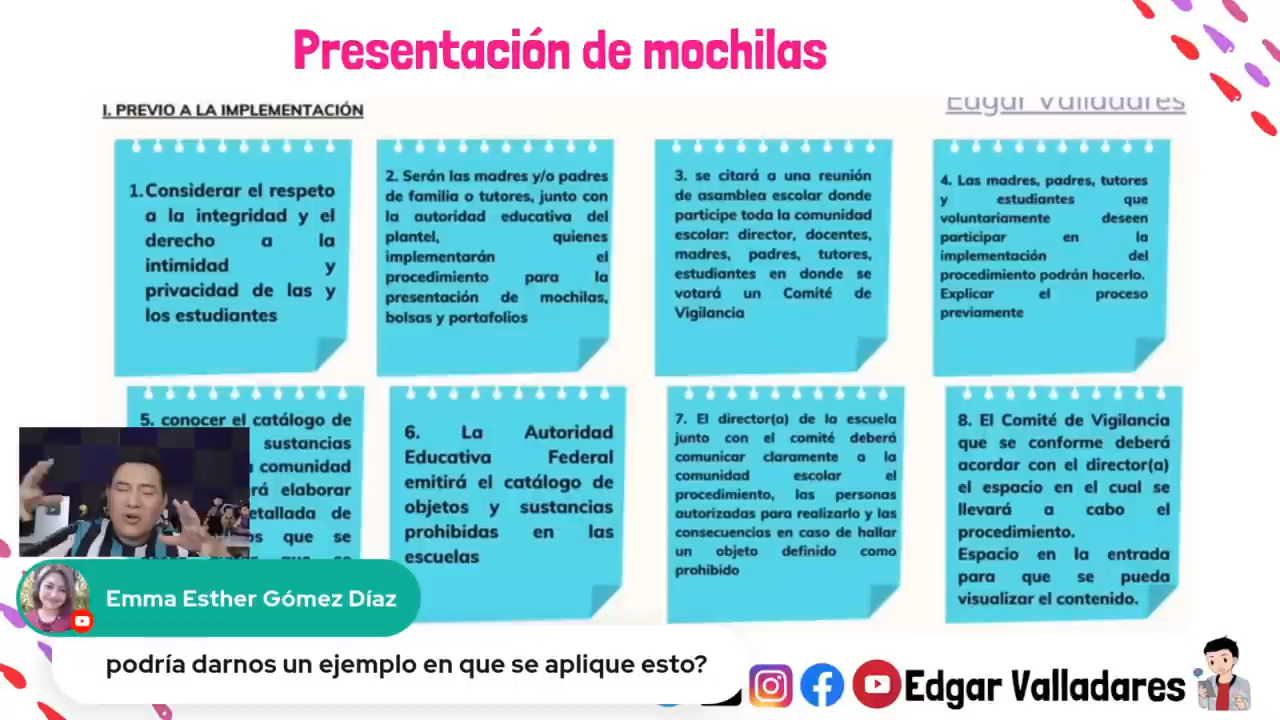 Presentación de mochilas
I. PREVIO A LA IMPLEMENTACIÓN
Edgar Valladares
1. Considerar el respeto
a la integridad y el
derecho a la
intimidad y
privacidad de las y
los estudiantes
2. Serán las madres y/o padres
de familia o tutores, junto con
la autoridad educativa del
plantel, quienes
implementarán el
procedimiento para la
presentación de mochilas,
bolsas y portafolios
3. se citará a una reunión
de asamblea escolar donde
participe toda la comunidad
escolar: director, docentes,
madres, padres, tutores,
estudiantes en donde se
votará un Comité de
Vigilancia
4. Las madres, padres, tutores
y estudiantes que
voluntariamente deseen
participar en la
implementación del
procedimiento podrán hacerlo.
Explicar el proceso
previamente
5. conocer el catálogo de
sustancias
comunidad
elaborar
de
que se
6. La Autoridad
Educativa Federal
emitirá el catálogo de
objetos y sustancias
prohibidas en las
escuelas
7. El director(a) de la escuela
junto con el comité deberá
comunicar claramente a la
comunidad escolar el
procedimiento, las personas
autorizadas para realizarlo y las
consecuencias en caso de hallar
un objeto definido como
prohibido
8. El Comité de Vigilancia
que se conforme deberá
acordar con el director(a)
el espacio en el cual se
llevará a cabo el
procedimiento.
Espacio en la entrada
para que se pueda
visualizar el contenido.
Emma Esther Gómez Díaz
podría darnos un ejemplo en que se aplique esto?
Edgar Valladares